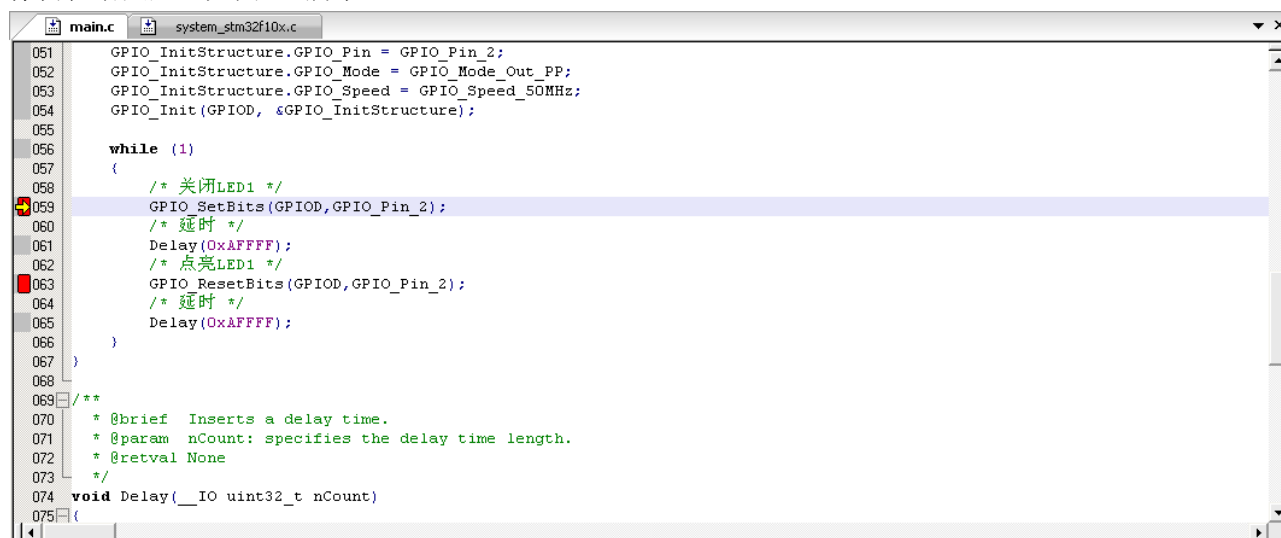 main.c system_stm32f10x.c
051 GPIO_InitStructure.GPIO_Pin = GPIO_Pin_2;
052 GPIO_InitStructure.GPIO_Mode = GPIO_Mode_Out_PP;
053 GPIO_InitStructure.GPIO_Speed = GPIO_Speed_50MHz;
054 GPIO_Init(GPIOD, &GPIO_InitStructure);
055
056 while (1)
057 {
058 /* 关闭LED1 */
059 GPIO_SetBits(GPIOD,GPIO_Pin_2);
060 /* 延时 */
061 Delay(0xAFFFF);
062 /* 点亮LED1 */
063 GPIO_ResetBits(GPIOD,GPIO_Pin_2);
064 /* 延时 */
065 Delay(0xAFFFF);
066 }
067 }
068
069 /**
070 * @brief Inserts a delay time.
071 * @param nCount: specifies the delay time length.
072 * @retval None
073 */
074 void Delay(__IO uint32_t nCount)
075 {